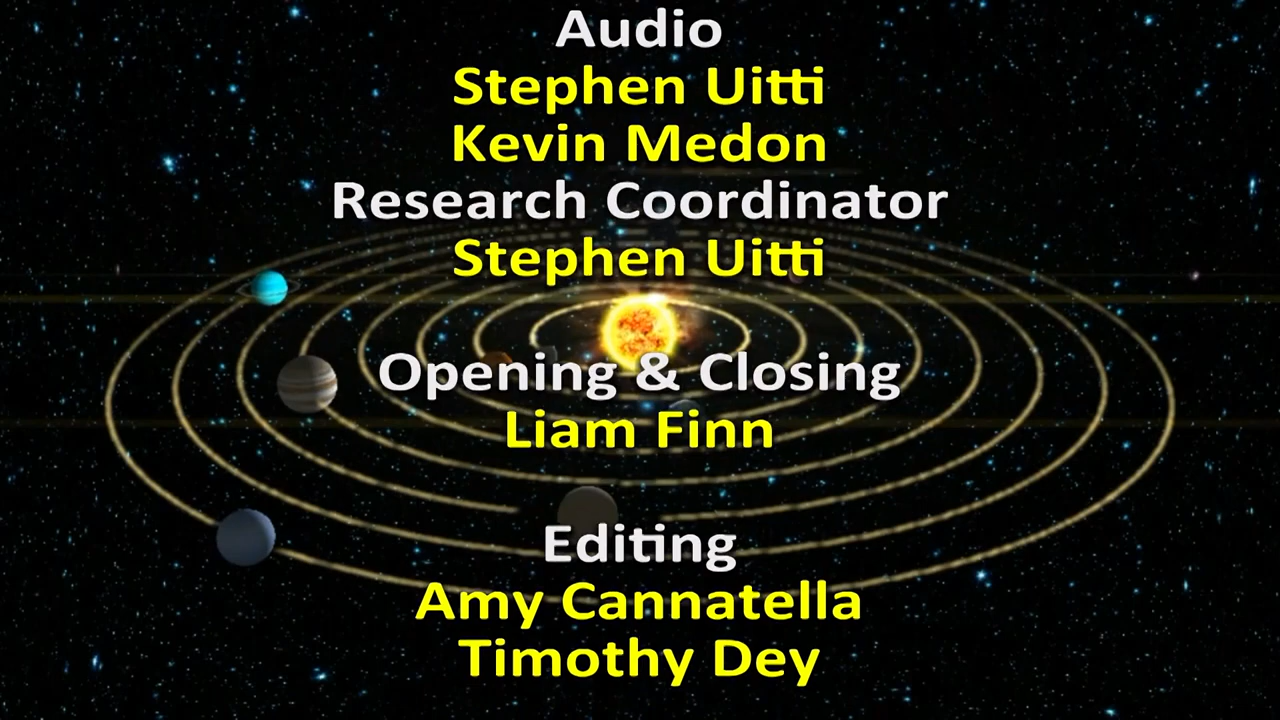 Audio
Stephen Uitti
Kevin Medon
Research Coordinator
Stephen Uitti
Opening & Closing
Liam Finn
Editing
Amy Cannatella
Timothy Dey